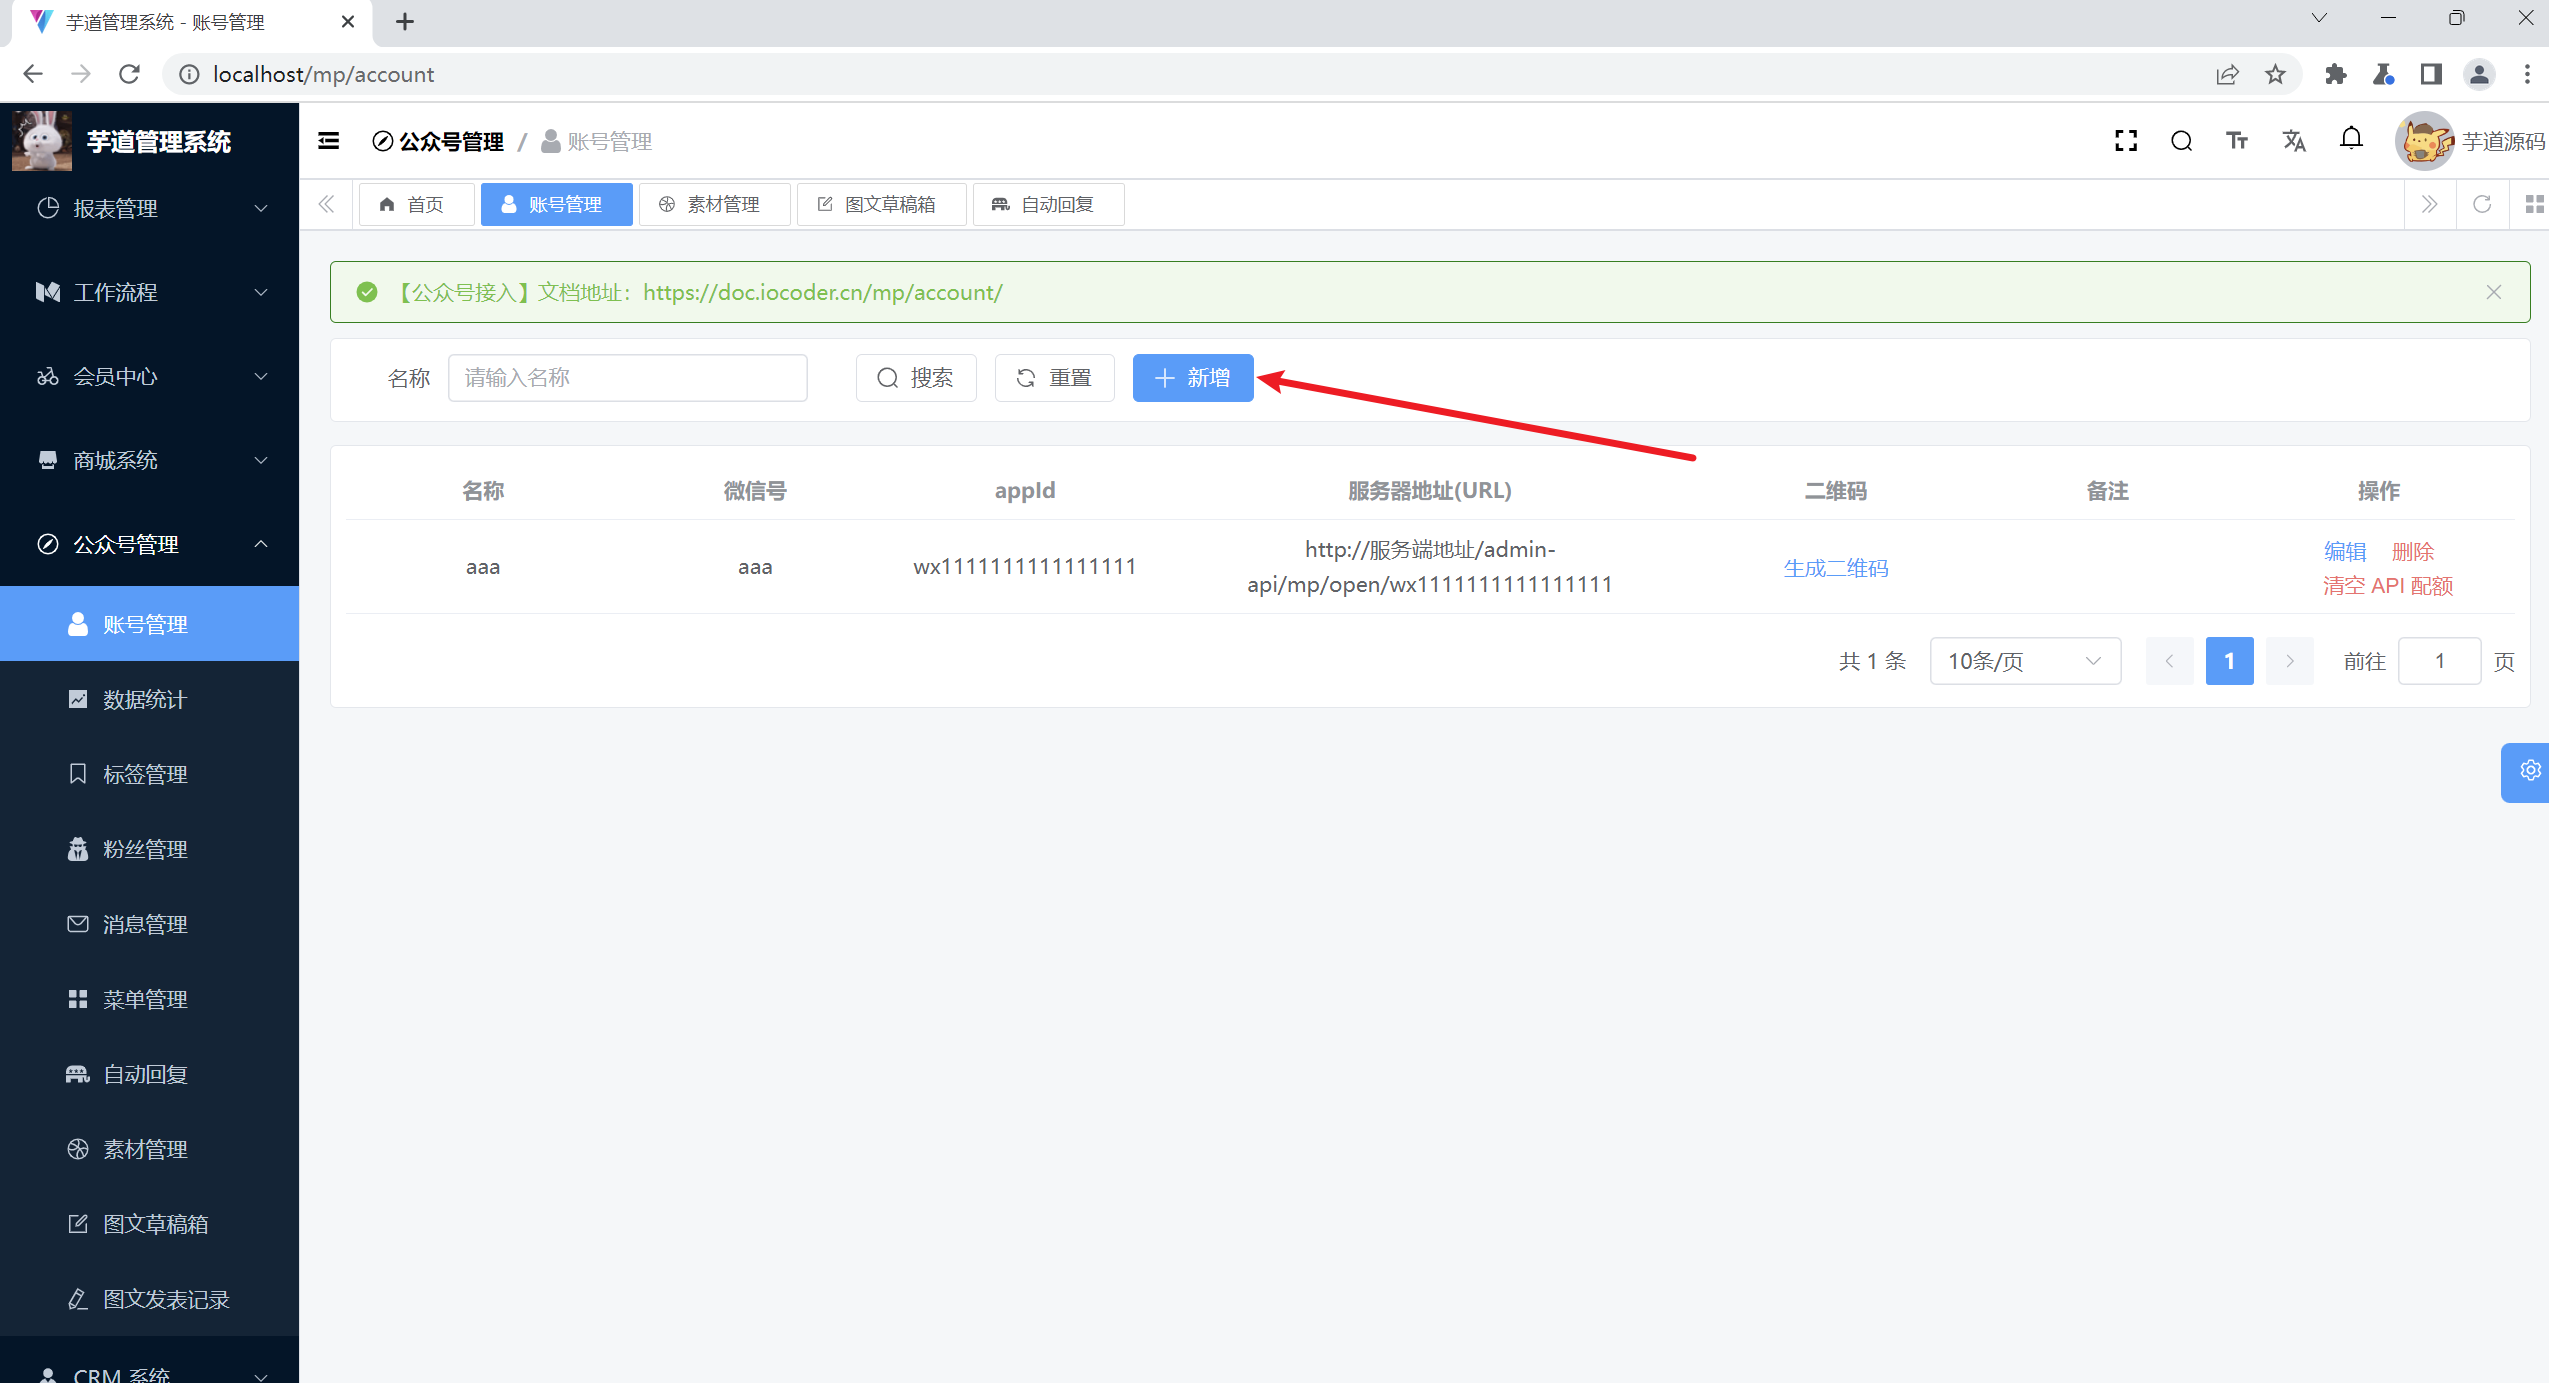 芋道管理系统 - 账号管理
localhost/mp/account
芋道管理系统
公众号管理 / 账号管理
芋道源码
首页
账号管理
素材管理
图文草稿箱
自动回复
报表管理
工作流程
会员中心
商城系统
公众号管理
账号管理
数据统计
标签管理
粉丝管理
消息管理
菜单管理
自动回复
素材管理
图文草稿箱
图文发表记录
CRM 系统
【公众号接入】文档地址：https://doc.iocoder.cn/mp/account/
名称 请输入名称 搜索 重置 新增
名称 微信号 appId 服务器地址(URL) 二维码 备注 操作
aaa aaa wx1111111111111111 http://服务端地址/admin-
api/mp/open/wx1111111111111111
生成二维码
编辑 删除
清空 API 配额
共 1 条 10条/页 1 前往 1 页